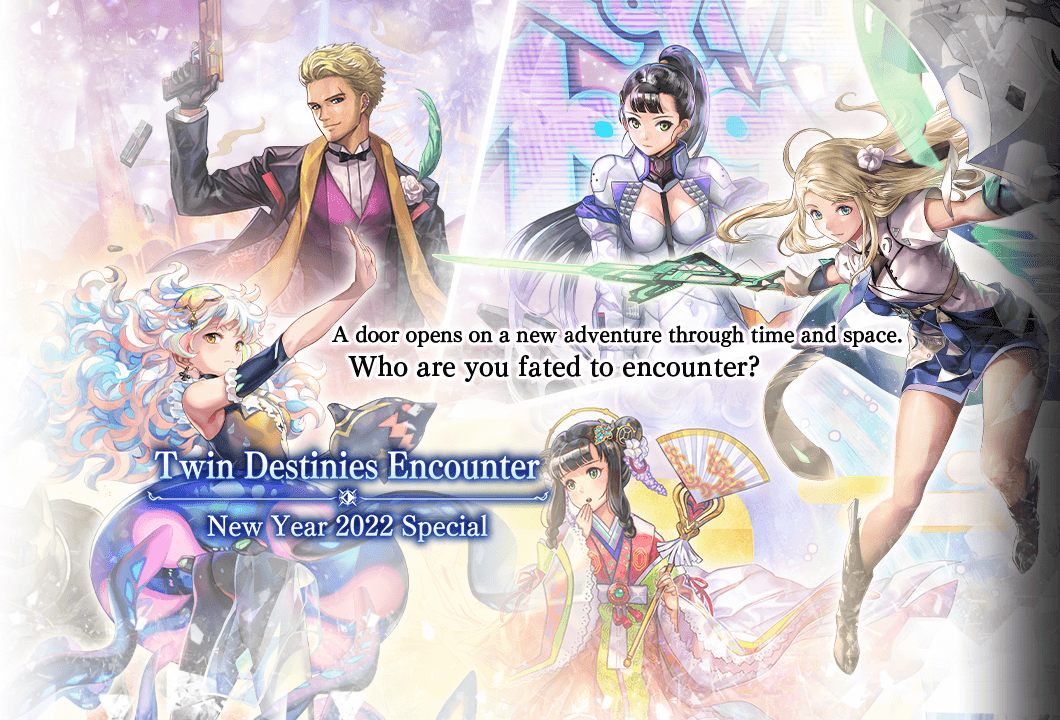 A door opens on a new adventure through time and space.
Who are you fated to encounter?
Twin Destinies Encounter
New Year 2022 Special